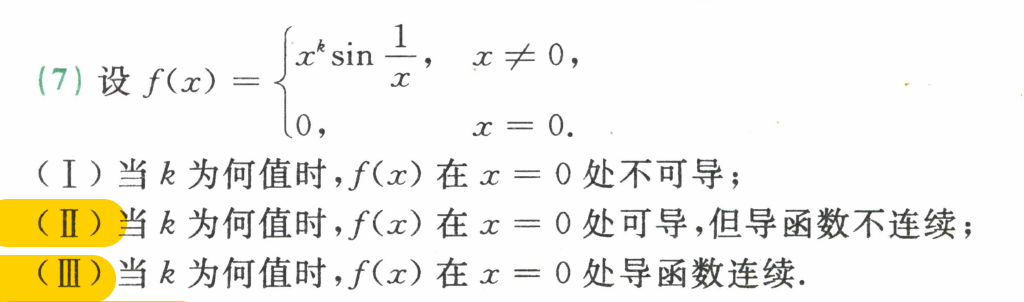 (7) 设 f(x) = { x^k sin 1/x, x ≠ 0,
0, x = 0.
(Ⅰ) 当 k 为何值时, f(x) 在 x = 0 处不可导;
(Ⅱ) 当 k 为何值时, f(x) 在 x = 0 处可导, 但导函数不连续;
(Ⅲ) 当 k 为何值时, f(x) 在 x = 0 处导函数连续.